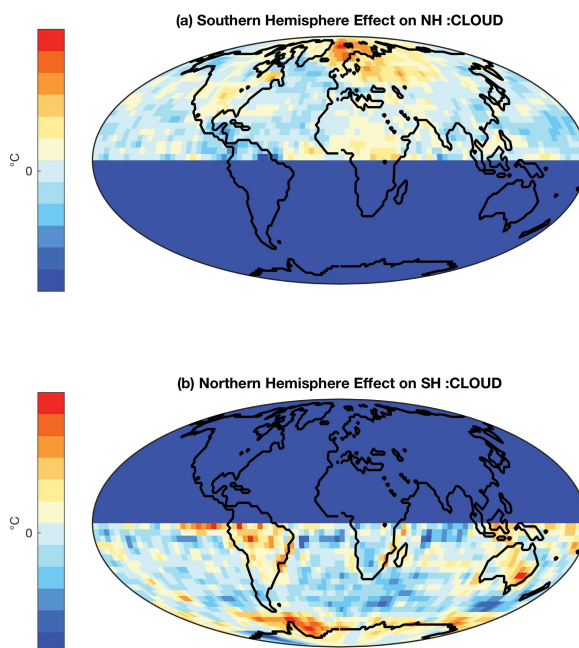 (a) Southern Hemisphere Effect on NH :CLOUD
°C
0
(b) Northern Hemisphere Effect on SH :CLOUD
°C
0